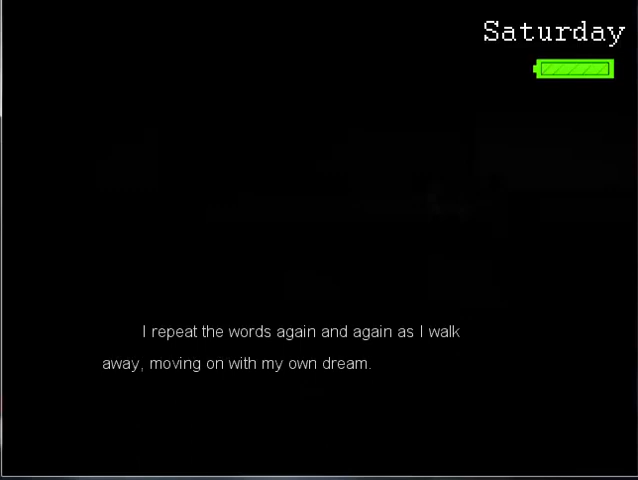 Saturday
I repeat the words again and again as I walk
away, moving on with my own dream.